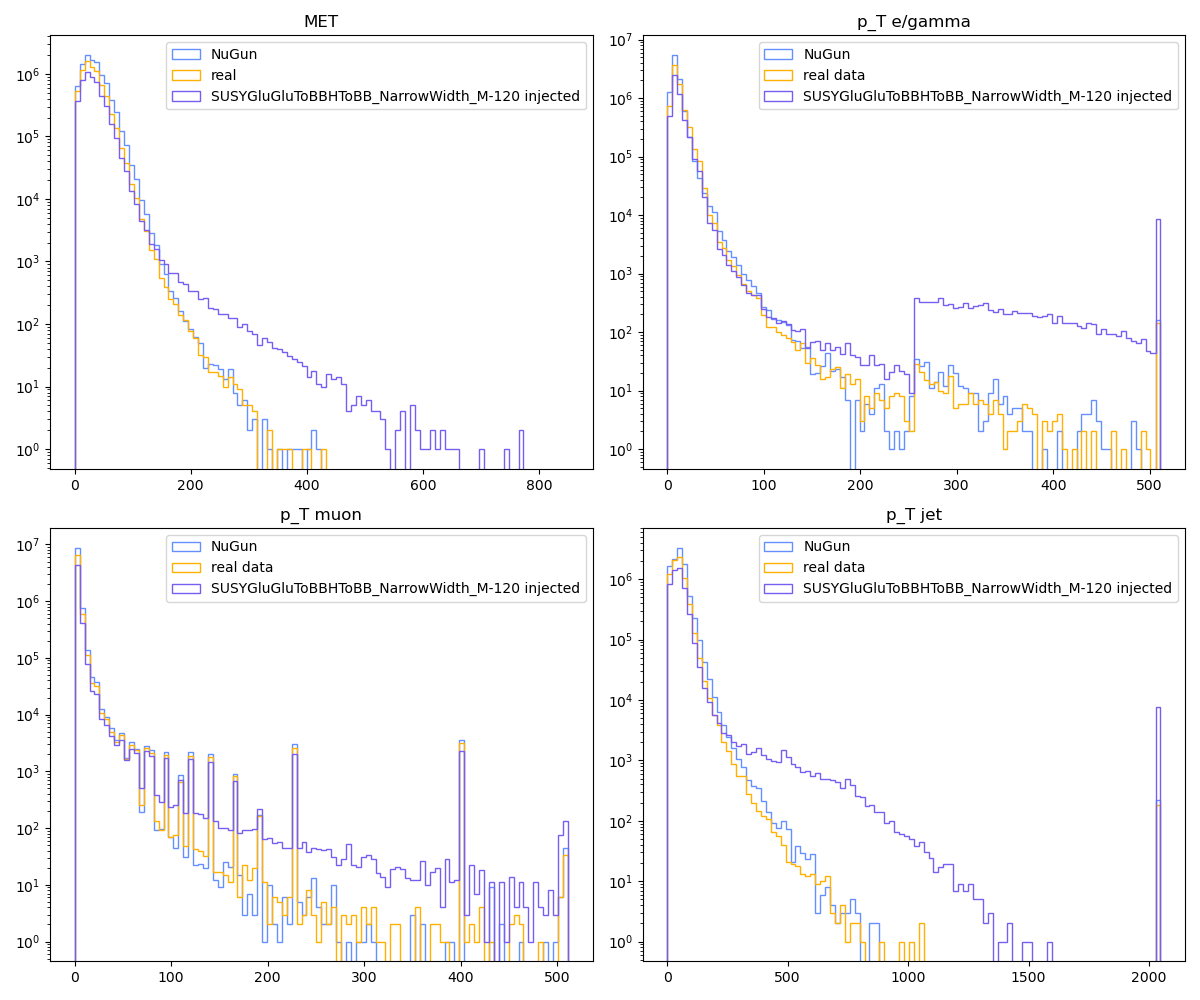 MET
NuGun
real
SUSYGluGluToBBHToBB_NarrowWidth_M-120 injected
10^6
10^5
10^4
10^3
10^2
10^1
10^0
0 200 400 600 800
p_T e/gamma
NuGun
real data
SUSYGluGluToBBHToBB_NarrowWidth_M-120 injected
10^7
10^6
10^5
10^4
10^3
10^2
10^1
10^0
0 100 200 300 400 500
p_T muon
NuGun
real data
SUSYGluGluToBBHToBB_NarrowWidth_M-120 injected
10^7
10^6
10^5
10^4
10^3
10^2
10^1
10^0
0 100 200 300 400 500
p_T jet
NuGun
real data
SUSYGluGluToBBHToBB_NarrowWidth_M-120 injected
10^6
10^5
10^4
10^3
10^2
10^1
10^0
0 500 1000 1500 2000